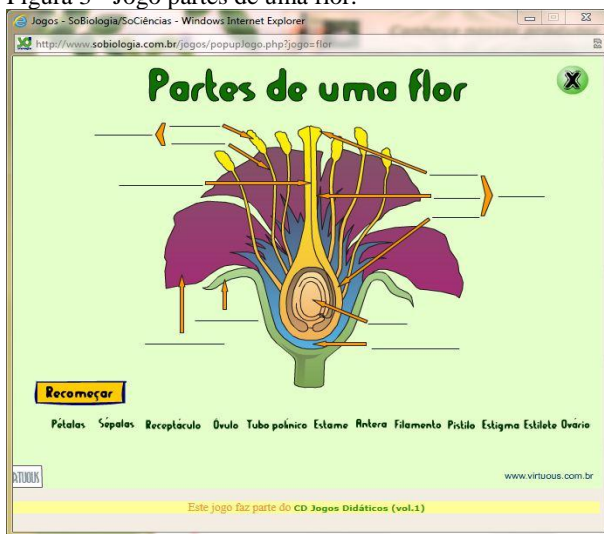 Figura 3 - Jogo partes de uma flor.
Jogos - SoBiologia/SoCiências - Windows Internet Explorer
http://www.sobiologia.com.br/jogos/popupJogo.php?jogo=flor
Partes de uma flor
X
Recomeçar
Pétalas Sépalas Receptáculo Óvulo Tubo polínico Estame Antera Filamento Pistilo Estigma Estilete Ovário
www.virtuous.com.br
Este jogo faz parte do CD Jogos Didáticos (vol.1)